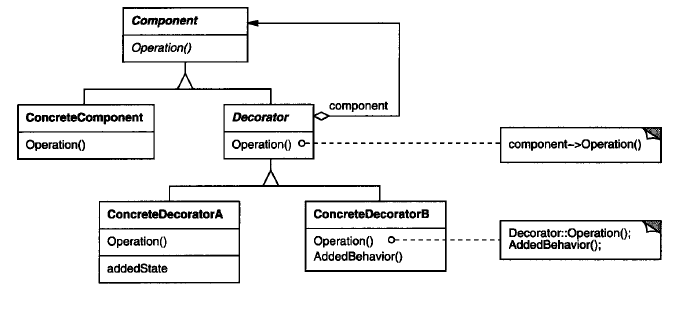 Component
Operation()
component
ConcreteComponent
Operation()
Decorator
Operation()
component->Operation()
ConcreteDecoratorA
Operation()
addedState
ConcreteDecoratorB
Operation()
AddedBehavior()
Decorator::Operation();
AddedBehavior();